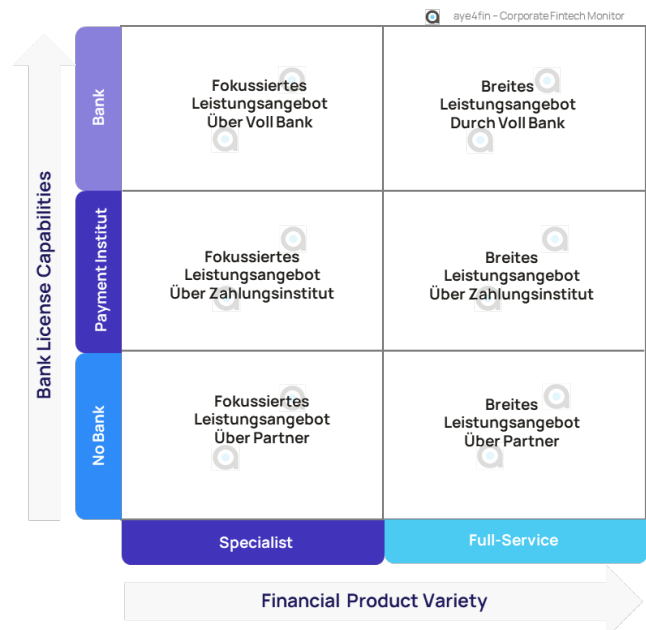 aye4fin – Corporate Fintech Monitor
Bank License Capabilities
Bank
Fokussiertes
Leistungsangebot
Über Voll Bank
Breites
Leistungsangebot
Durch Voll Bank
Payment Institut
Fokussiertes
Leistungsangebot
Über Zahlungsinstitut
Breites
Leistungsangebot
Über Zahlungsinstitut
No Bank
Fokussiertes
Leistungsangebot
Über Partner
Breites
Leistungsangebot
Über Partner
Specialist
Full-Service
Financial Product Variety